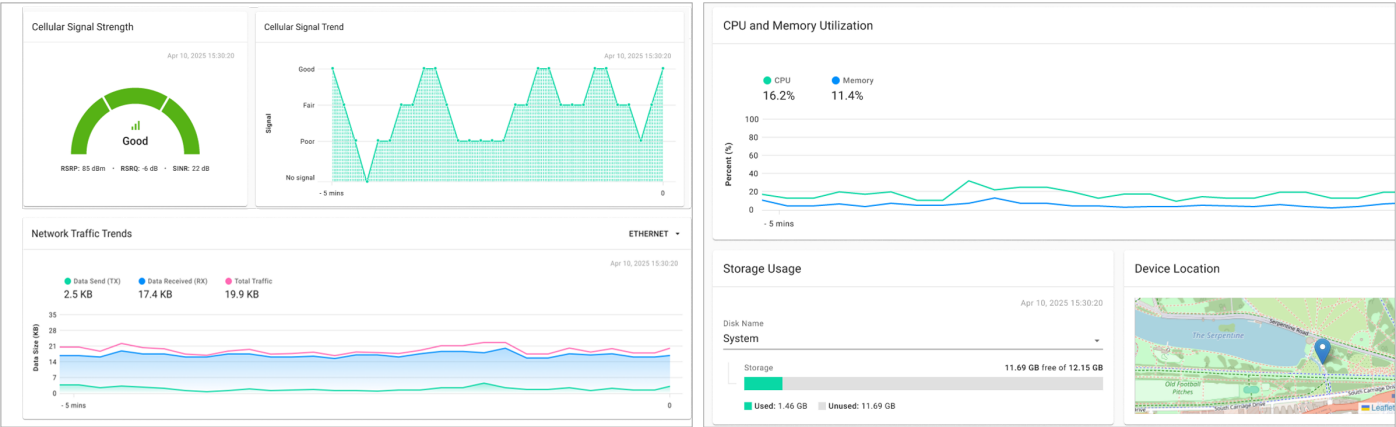 Cellular Signal Strength
Apr 10, 2025 15:30:20
Good
RSRP: 85 dBm • RSRQ: -6 dB • SINR: 22 dB
Cellular Signal Trend
Apr 10, 2025 15:30:20
Signal
Good
Fair
Poor
No signal
- 5 mins
0
Network Traffic Trends
ETHERNET
Apr 10, 2025 15:30:20
Data Send (TX) Data Received (RX) Total Traffic
2.5 KB 17.4 KB 19.9 KB
Data Size (KB)
35
28
21
14
7
0
- 5 mins
0
CPU and Memory Utilization
CPU Memory
16.2% 11.4%
Percent (%)
100
80
60
40
20
0
- 5 mins
Storage Usage
Apr 10, 2025 15:30:20
Disk Name
System
Storage 11.69 GB free of 12.15 GB
Used: 1.46 GB Unused: 11.69 GB
Device Location
Serpentine Road
The Serpentine
Old Football
Pitches
South Carriage Drive
South Carriage Driv
rive
Leaflet